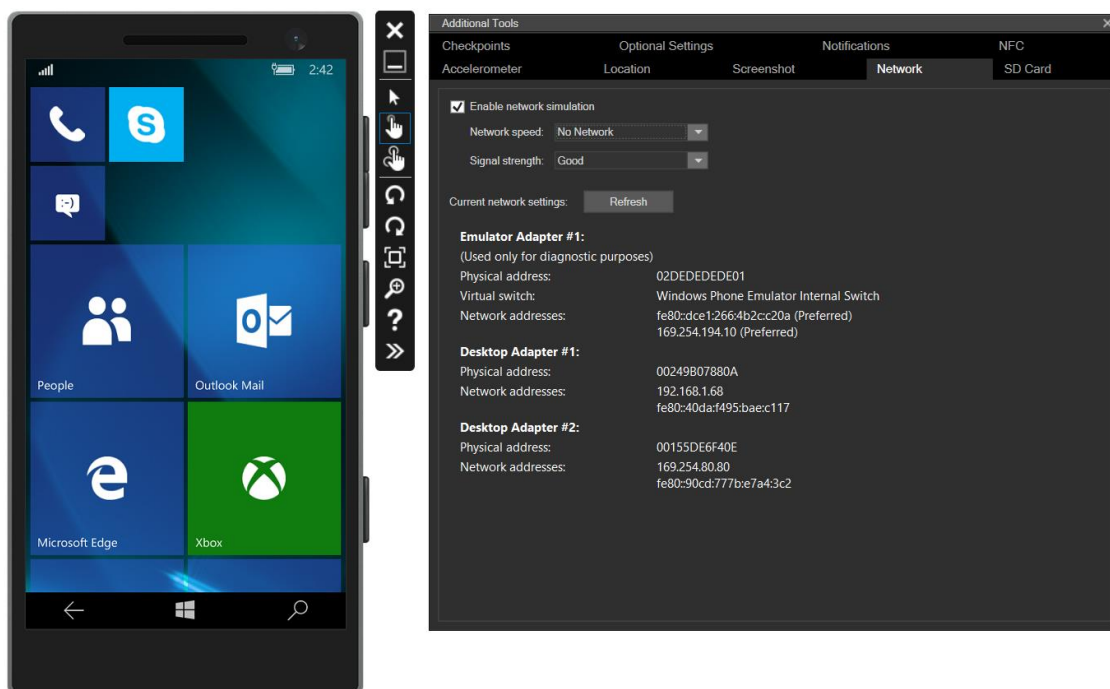 2:42
S
:-)
People
Outlook Mail
Microsoft Edge
Xbox
?
Additional Tools
Checkpoints Optional Settings Notifications NFC
Accelerometer Location Screenshot Network SD Card
Enable network simulation
Network speed: No Network
Signal strength: Good
Current network settings: Refresh
Emulator Adapter #1:
(Used only for diagnostic purposes)
Physical address: 02DEDEDEDE01
Virtual switch: Windows Phone Emulator Internal Switch
Network addresses: fe80::dce1:266:4b2c:c20a (Preferred)
169.254.194.10 (Preferred)
Desktop Adapter #1:
Physical address: 00249B07880A
Network addresses: 192.168.1.68
fe80::40da:f495:bae:c117
Desktop Adapter #2:
Physical address: 00155DE6F40E
Network addresses: 169.254.80.80
fe80::90cd:777b:e7a4:3c2